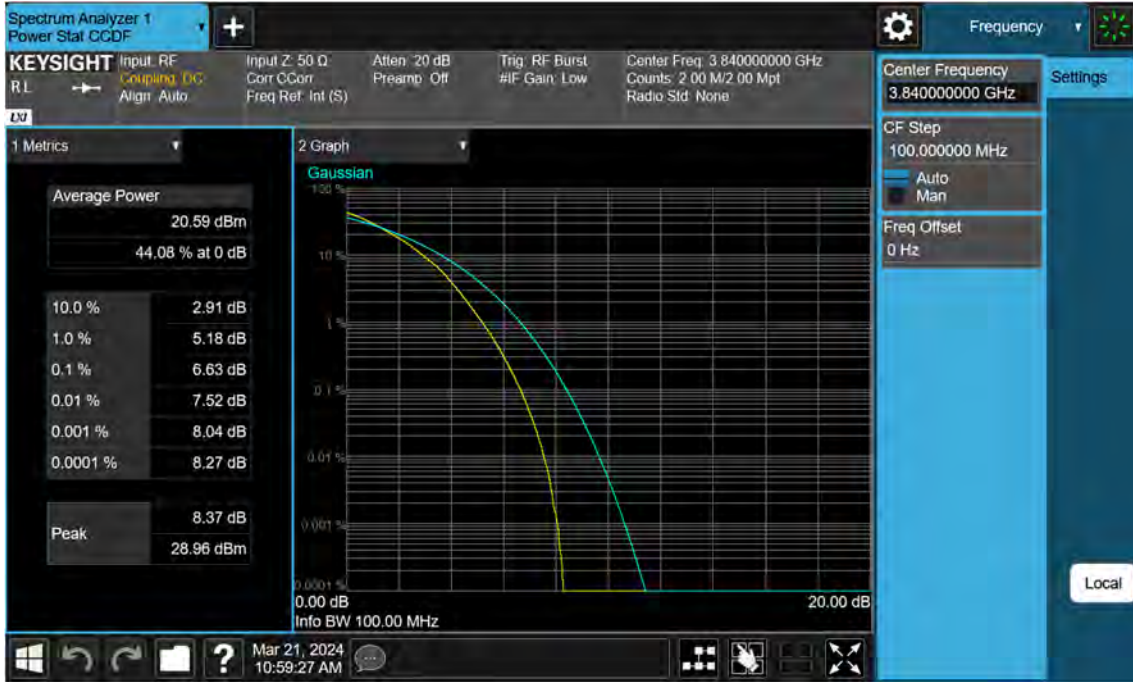 Spectrum Analyzer 1
Power Stat CCDF
+
Frequency
KEYSIGHT
Input: RF
Coupling: DC
Align: Auto
Input Z: 50 Ω
Corr CCorr
Freq Ref: Int (S)
Atten: 20 dB
Preamp: Off
Trig: RF Burst
#IF Gain: Low
Center Freq: 3.840000000 GHz
Counts: 2.00 M/2.00 Mpt
Radio Std: None
R L
LXI
Center Frequency
3.840000000 GHz
Settings
CF Step
100.000000 MHz
Auto
Man
Freq Offset
0 Hz
1 Metrics
Average Power
20.59 dBm
44.08 % at 0 dB
10.0 % 2.91 dB
1.0 % 5.18 dB
0.1 % 6.63 dB
0.01 % 7.52 dB
0.001 % 8.04 dB
0.0001 % 8.27 dB
Peak
8.37 dB
28.96 dBm
2 Graph
Gaussian
100 %
10 %
1 %
0.1 %
0.01 %
0.001 %
0.0001 %
0.00 dB 20.00 dB
Info BW 100.00 MHz
Local
?
Mar 21, 2024
10:59:27 AM